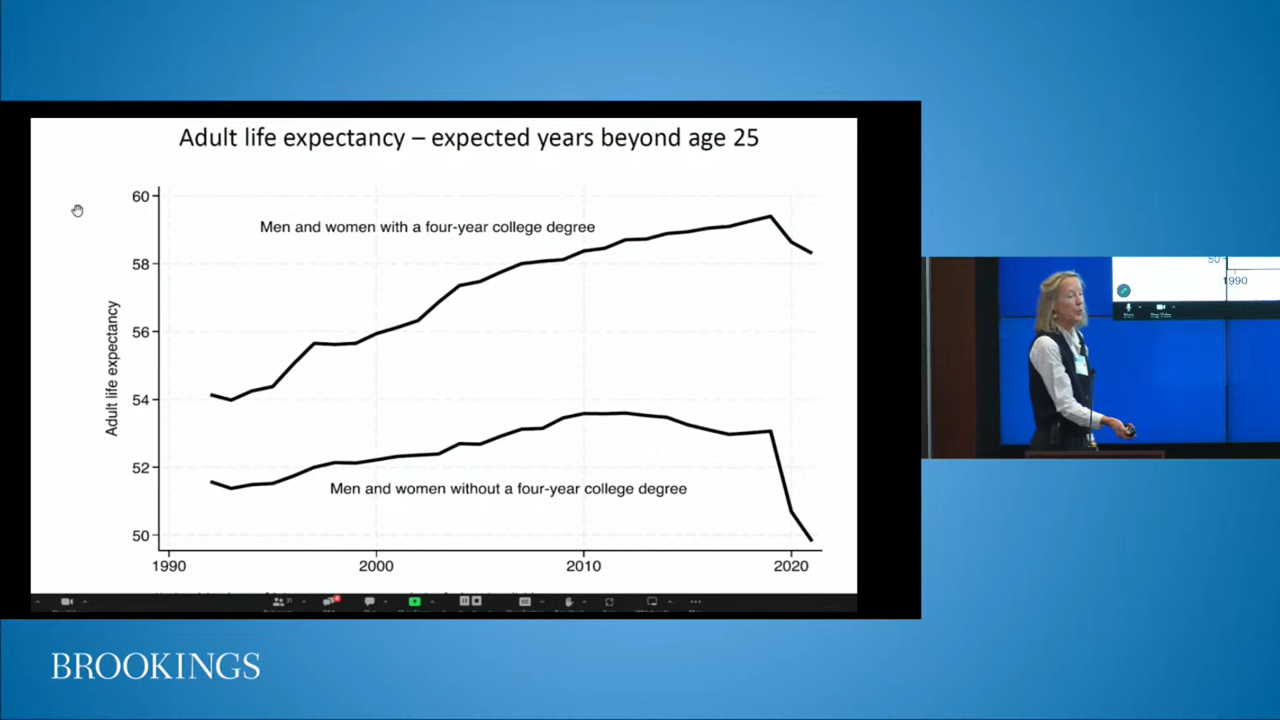 Adult life expectancy – expected years beyond age 25
60
Men and women with a four-year college degree
58
56
Adult life expectancy
54
52
Men and women without a four-year college degree
50
1990
2000
2010
2020
50
1990
BROOKINGS